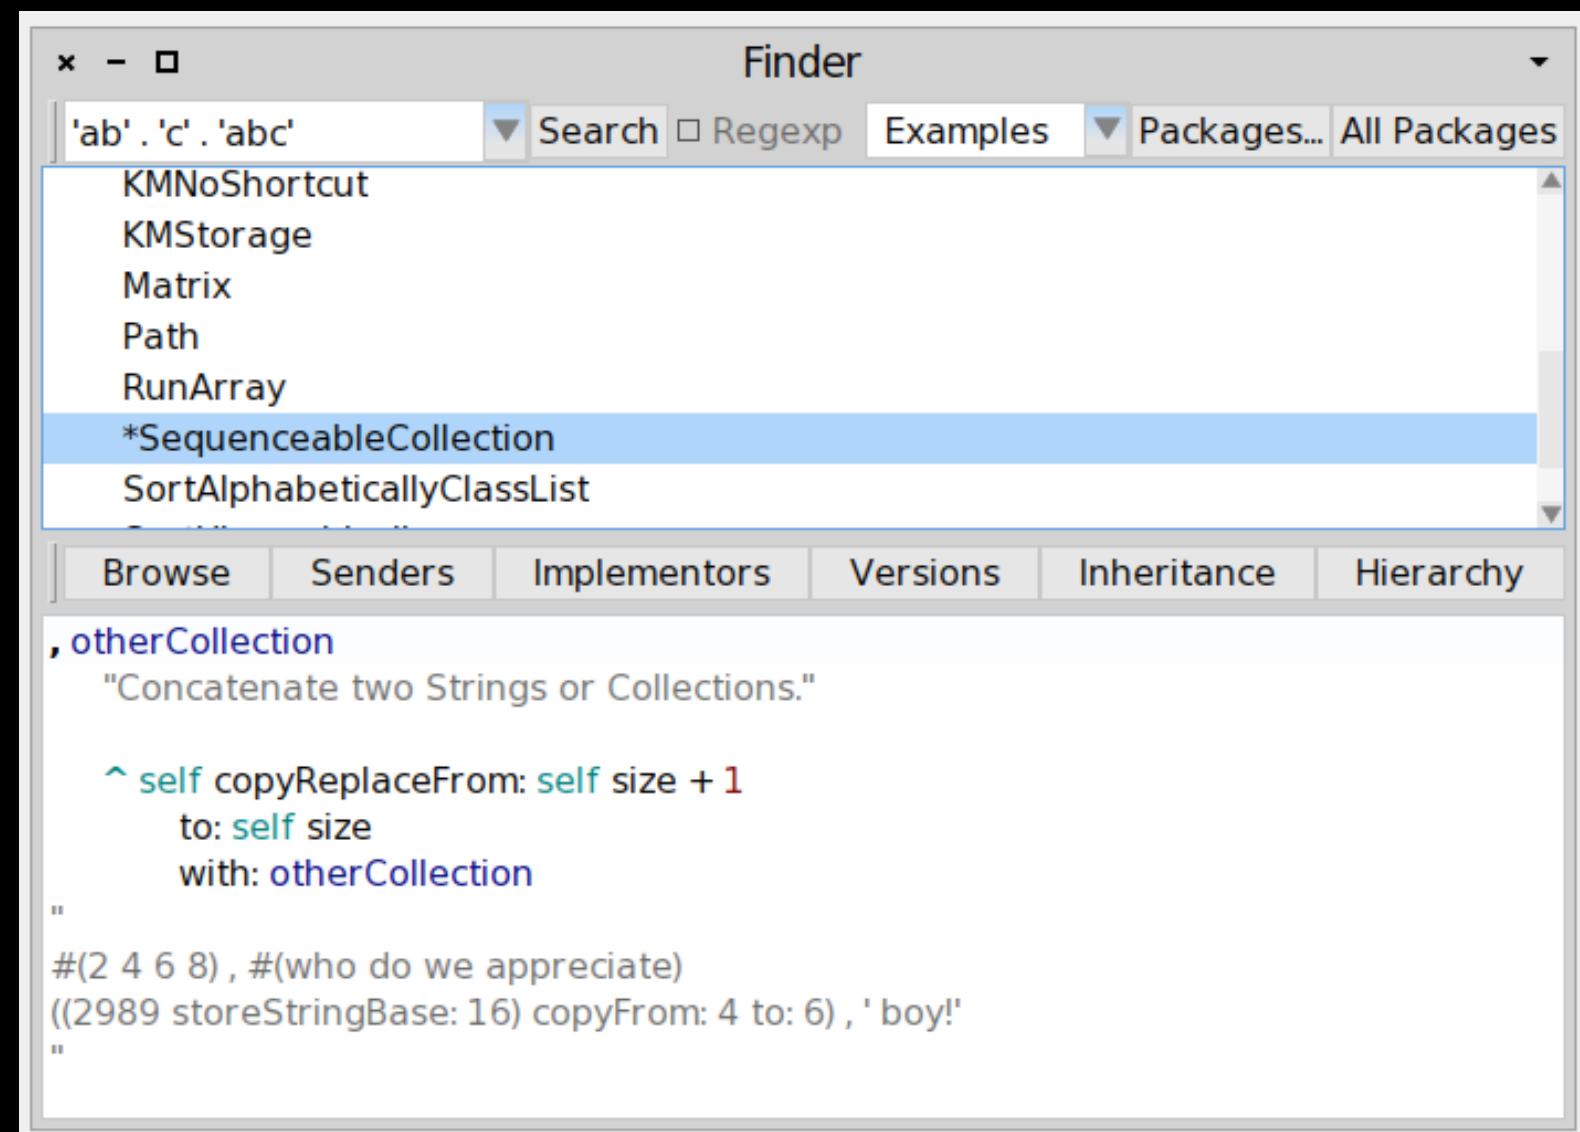 Finder
'ab' . 'c' . 'abc' Search Regexp Examples Packages... All Packages
KMNoShortcut
KMStorage
Matrix
Path
RunArray
*SequenceableCollection
SortAlphabeticallyClassList
Browse Senders Implementors Versions Inheritance Hierarchy
, otherCollection
"Concatenate two Strings or Collections."
^ self copyReplaceFrom: self size + 1
to: self size
with: otherCollection
"
#(2 4 6 8) , #(who do we appreciate)
((2989 storeStringBase: 16) copyFrom: 4 to: 6) , ' boy!'
"